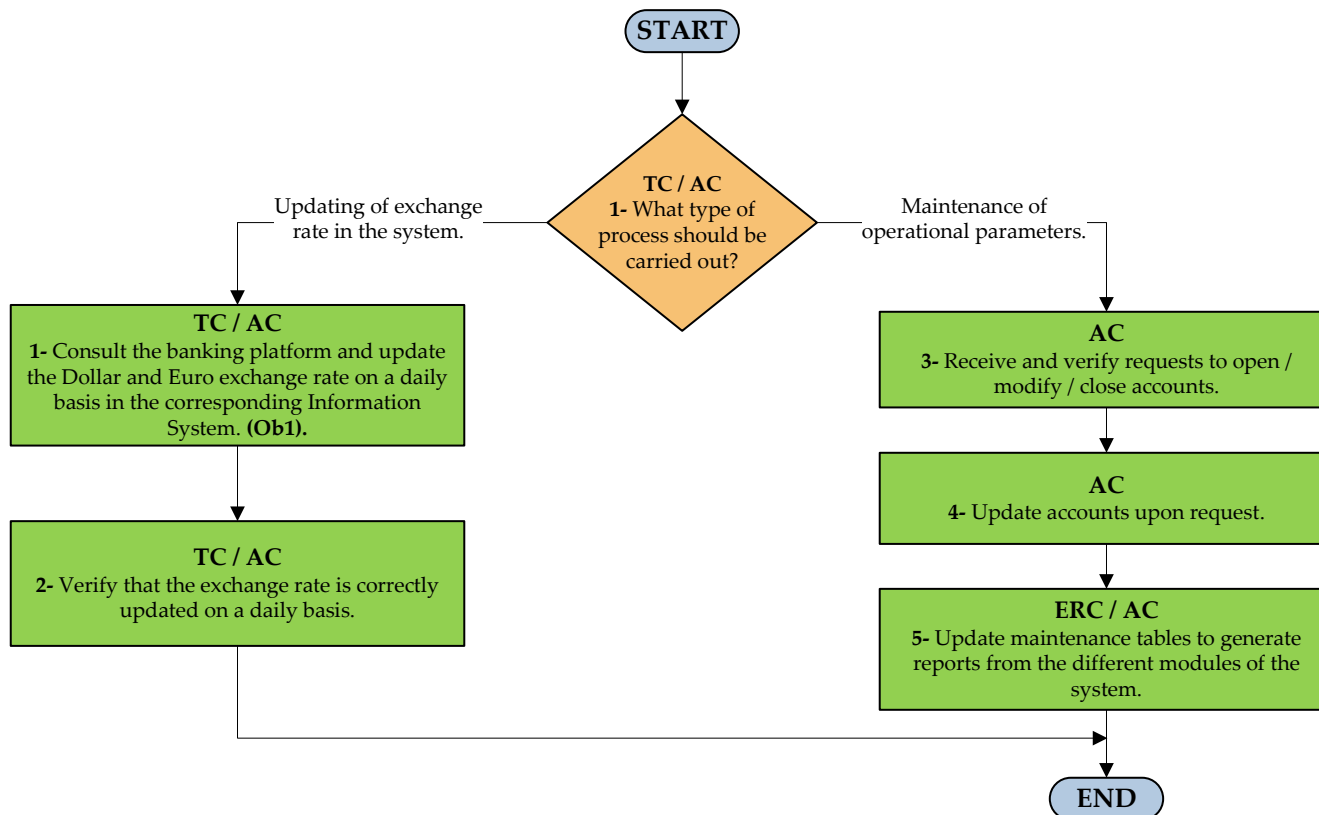 START
TC / AC
1- What type of
process should be
carried out?
Updating of exchange
rate in the system.
Maintenance of
operational parameters.
TC / AC
1- Consult the banking platform and update
the Dollar and Euro exchange rate on a daily
basis in the corresponding Information
System. (Ob1).
TC / AC
2- Verify that the exchange rate is correctly
updated on a daily basis.
AC
3- Receive and verify requests to open /
modify / close accounts.
AC
4- Update accounts upon request.
ERC / AC
5- Update maintenance tables to generate
reports from the different modules of the
system.
END